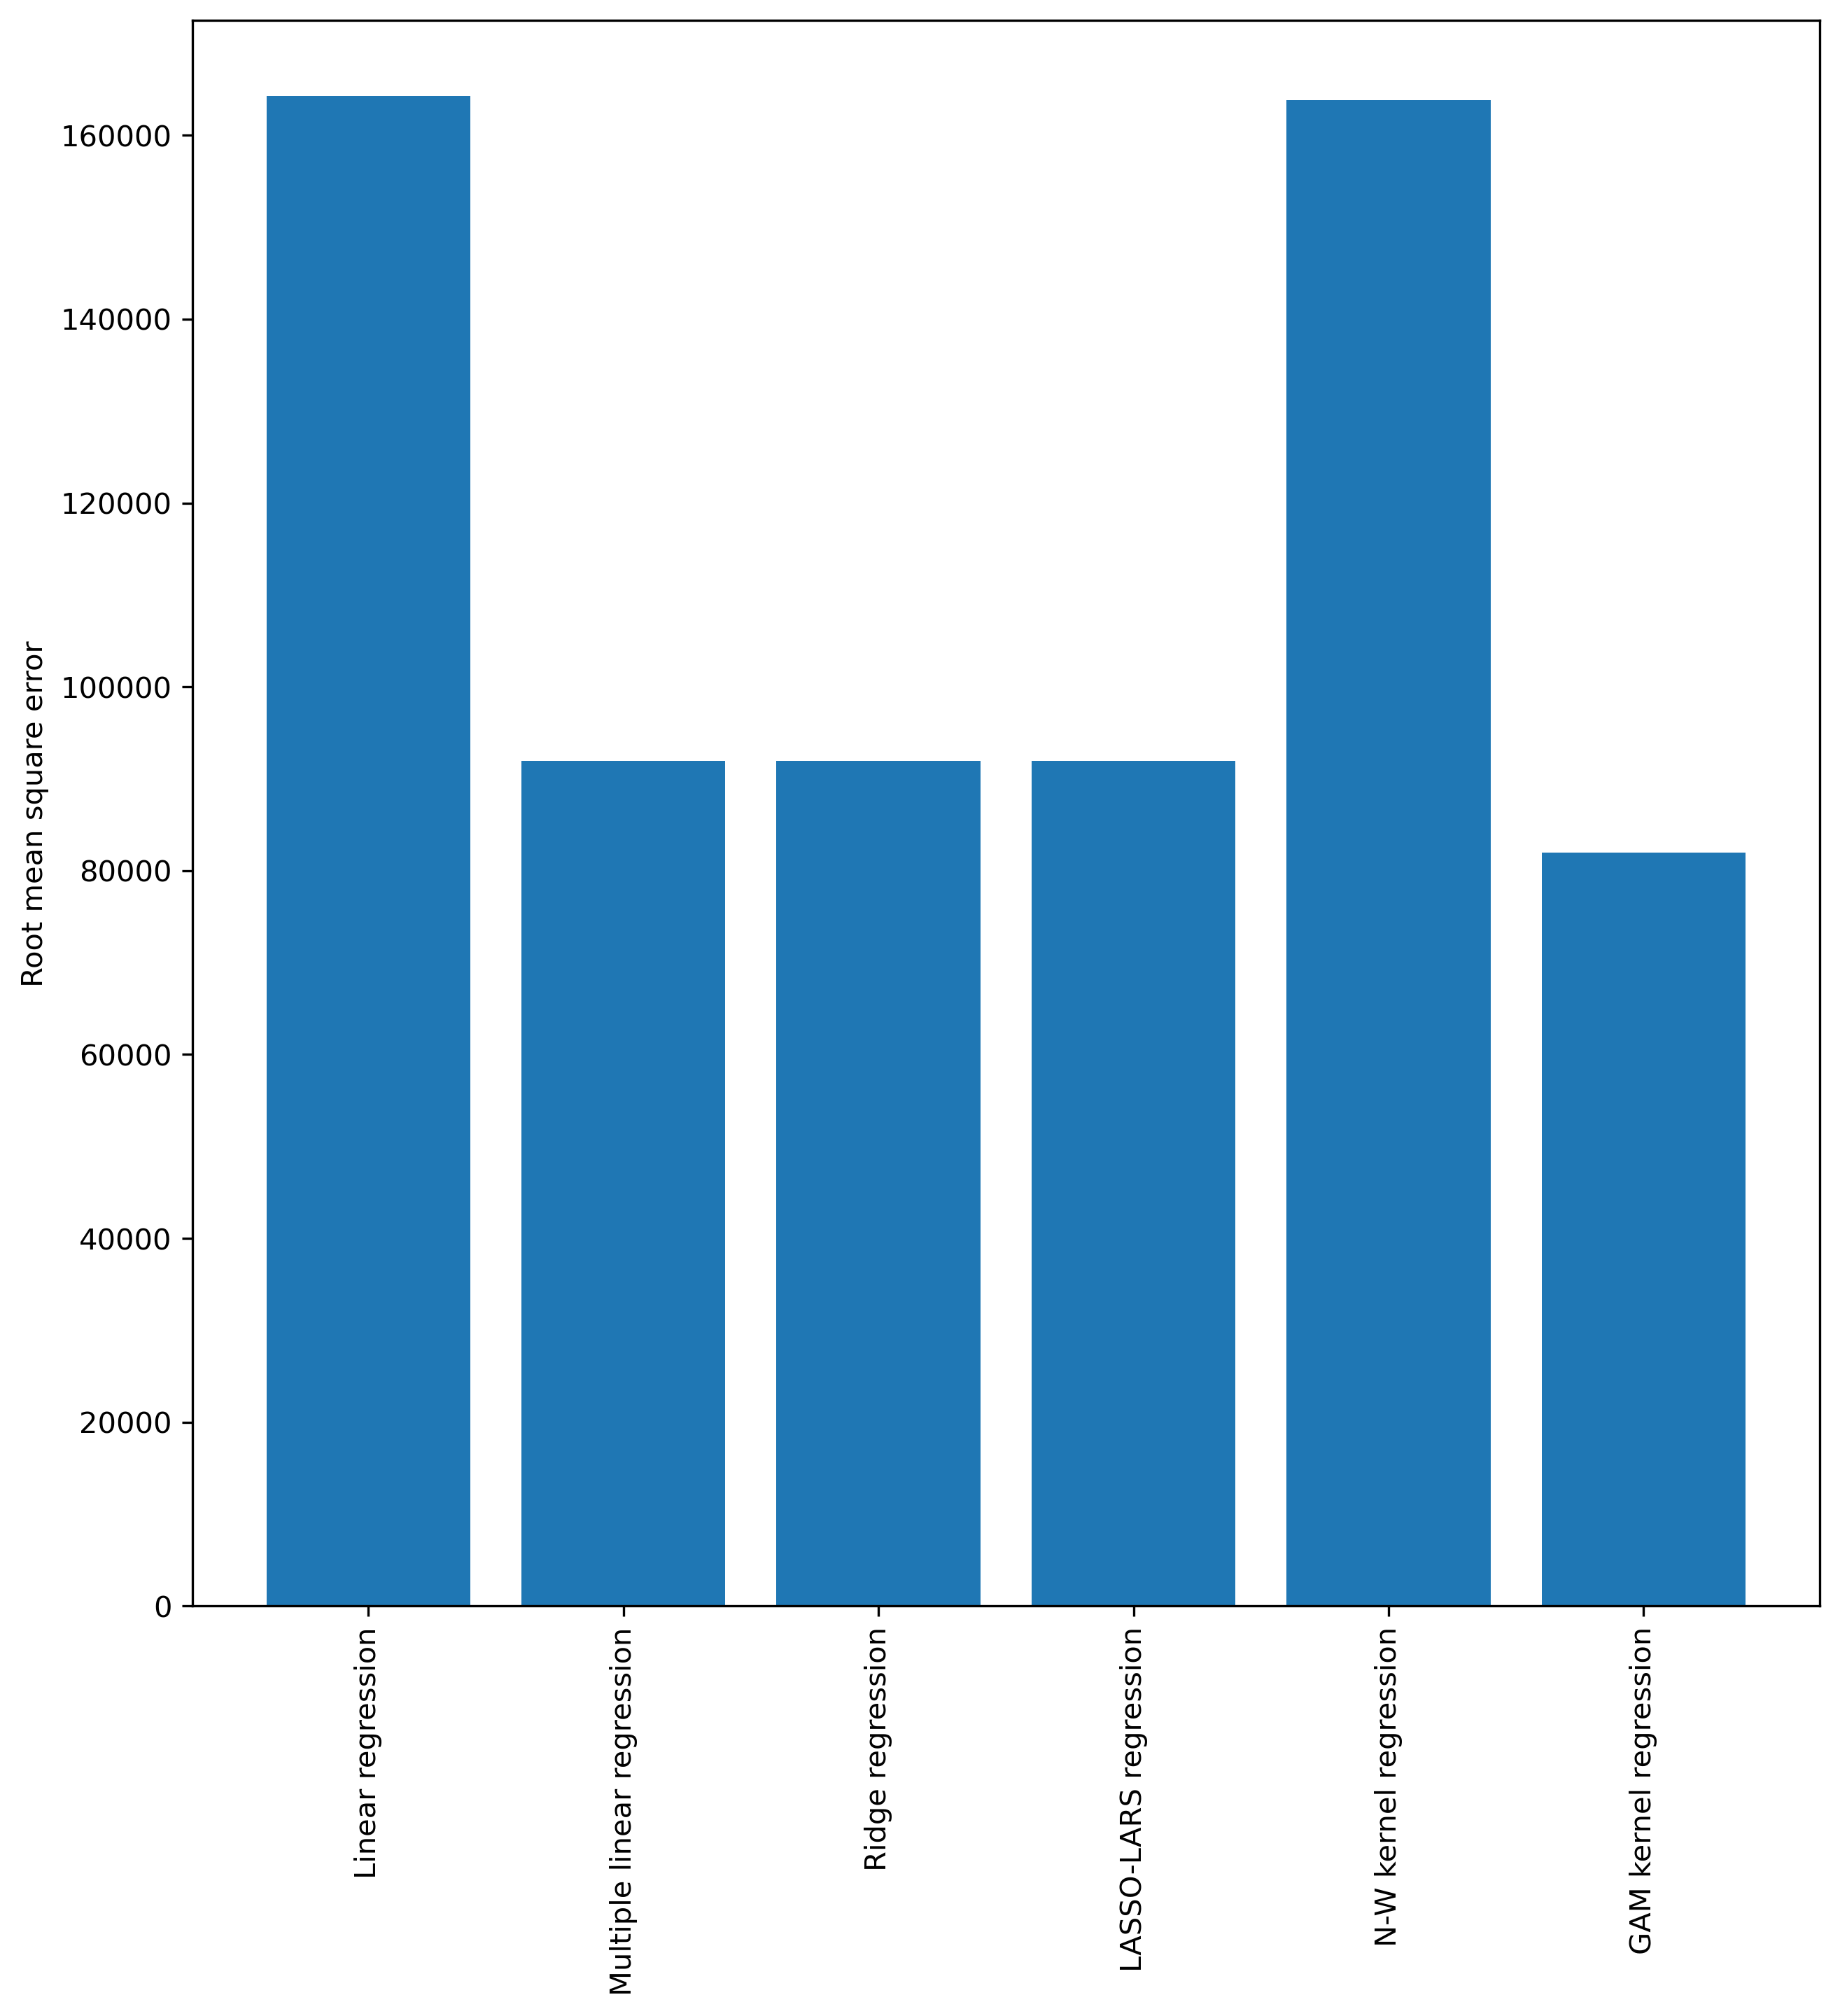 Root mean square error
160000
140000
120000
100000
80000
60000
40000
20000
0
Linear regression
Multiple linear regression
Ridge regression
LASSO-LARS regression
N-W kernel regression
GAM kernel regression